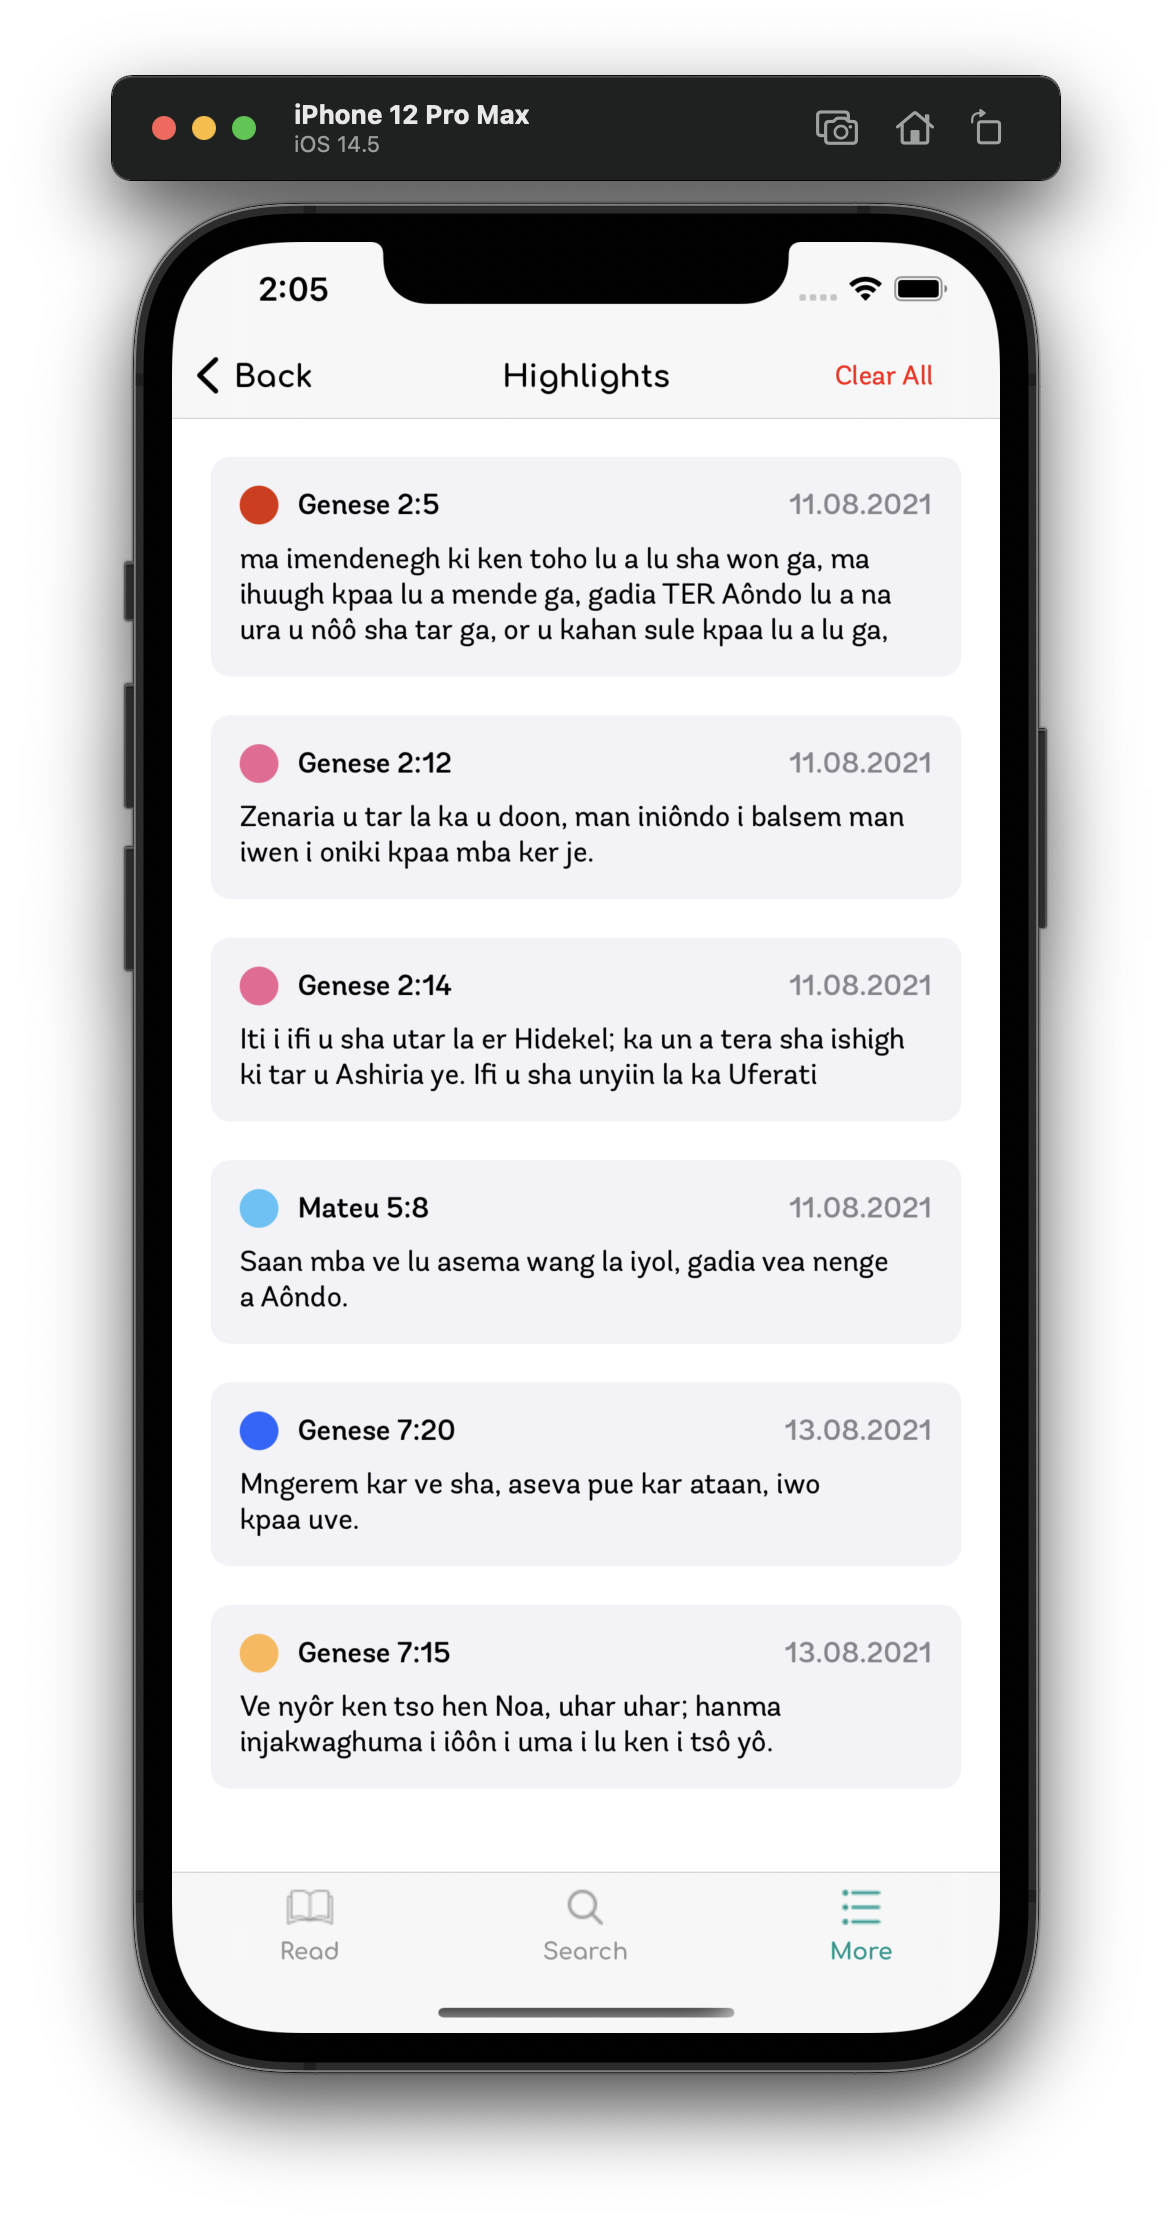 iPhone 12 Pro Max
iOS 14.5
2:05
Back
Highlights
Clear All
Genese 2:5
11.08.2021
ma imendenegh ki ken toho lu a lu sha won ga, ma
ihuugh kpaa lu a mende ga, gadia TER Aôndo lu a na
ura u nôô sha tar ga, or u kahan sule kpaa lu a lu ga,
Genese 2:12
11.08.2021
Zenaria u tar la ka u doon, man iniôndo i balsem man
iwen i oniki kpaa mba ker je.
Genese 2:14
11.08.2021
Iti i ifi u sha utar la er Hidekel; ka un a tera sha ishigh
ki tar u Ashiria ye. Ifi u sha unyiin la ka Uferati
Mateu 5:8
11.08.2021
Saan mba ve lu asema wang la iyol, gadia vea nenge
a Aôndo.
Genese 7:20
13.08.2021
Mngerem kar ve sha, aseva pue kar ataan, iwo
kpaa uve.
Genese 7:15
13.08.2021
Ve nyôr ken tso hen Noa, uhar uhar; hanma
injakwaghuma i iôôn i uma i lu ken i tsô yô.
Read
Search
More